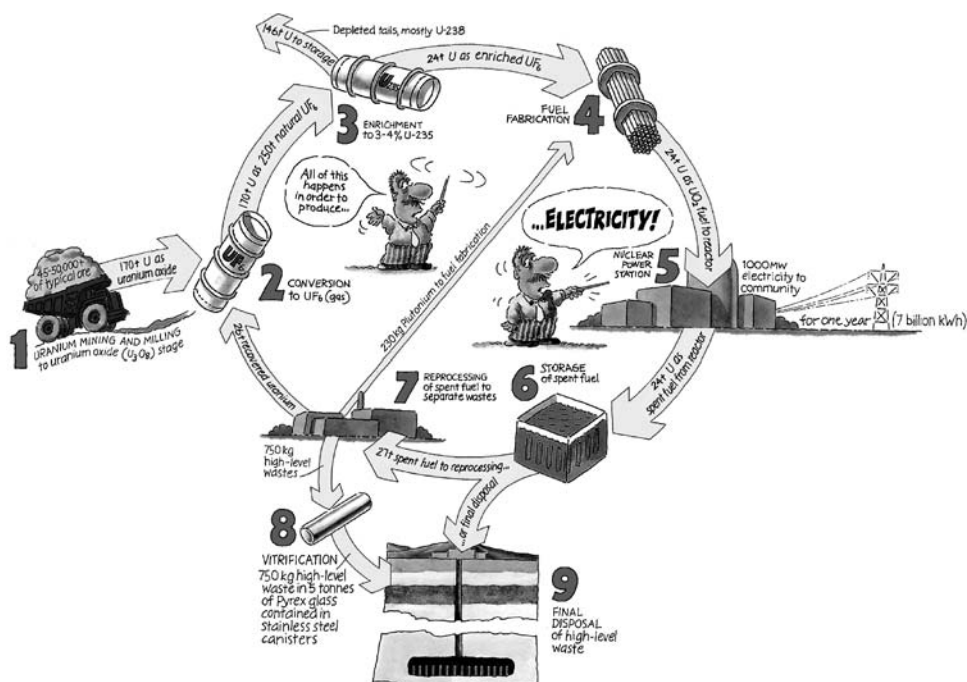 146t U to storage
Depleted tails, mostly U-238
24t U as enriched UF₆
U
3
ENRICHMENT
to 3-4% U-235
4
FUEL
FABRICATION
170t U as 250t natural UF₆
All of this
happens
in order to
produce...
...ELECTRICITY!
24t U as UO₂ fuel to reactor
NUCLEAR
POWER
STATION
5
1000MW
electricity to
community
for one year
(7 billion kWh)
45-50,000t
of typical ore
170t U as
uranium oxide
UF₆
2
CONVERSION
to UF₆ (gas)
1
URANIUM MINING AND MILLING
to uranium oxide (U₃O₈) stage
230kg Plutonium to fuel fabrication
26t recovered uranium
7
REPROCESSING
of spent fuel to
separate wastes
6
STORAGE
of spent fuel
24t U as
spent fuel from reactor
750kg
high-level
wastes
27t spent fuel to reprocessing...
...or final disposal
8
VITRIFICATION
750kg high-level
waste in 5 tonnes
of Pyrex glass
contained in
stainless steel
canisters
9
FINAL
DISPOSAL
of high-level
waste